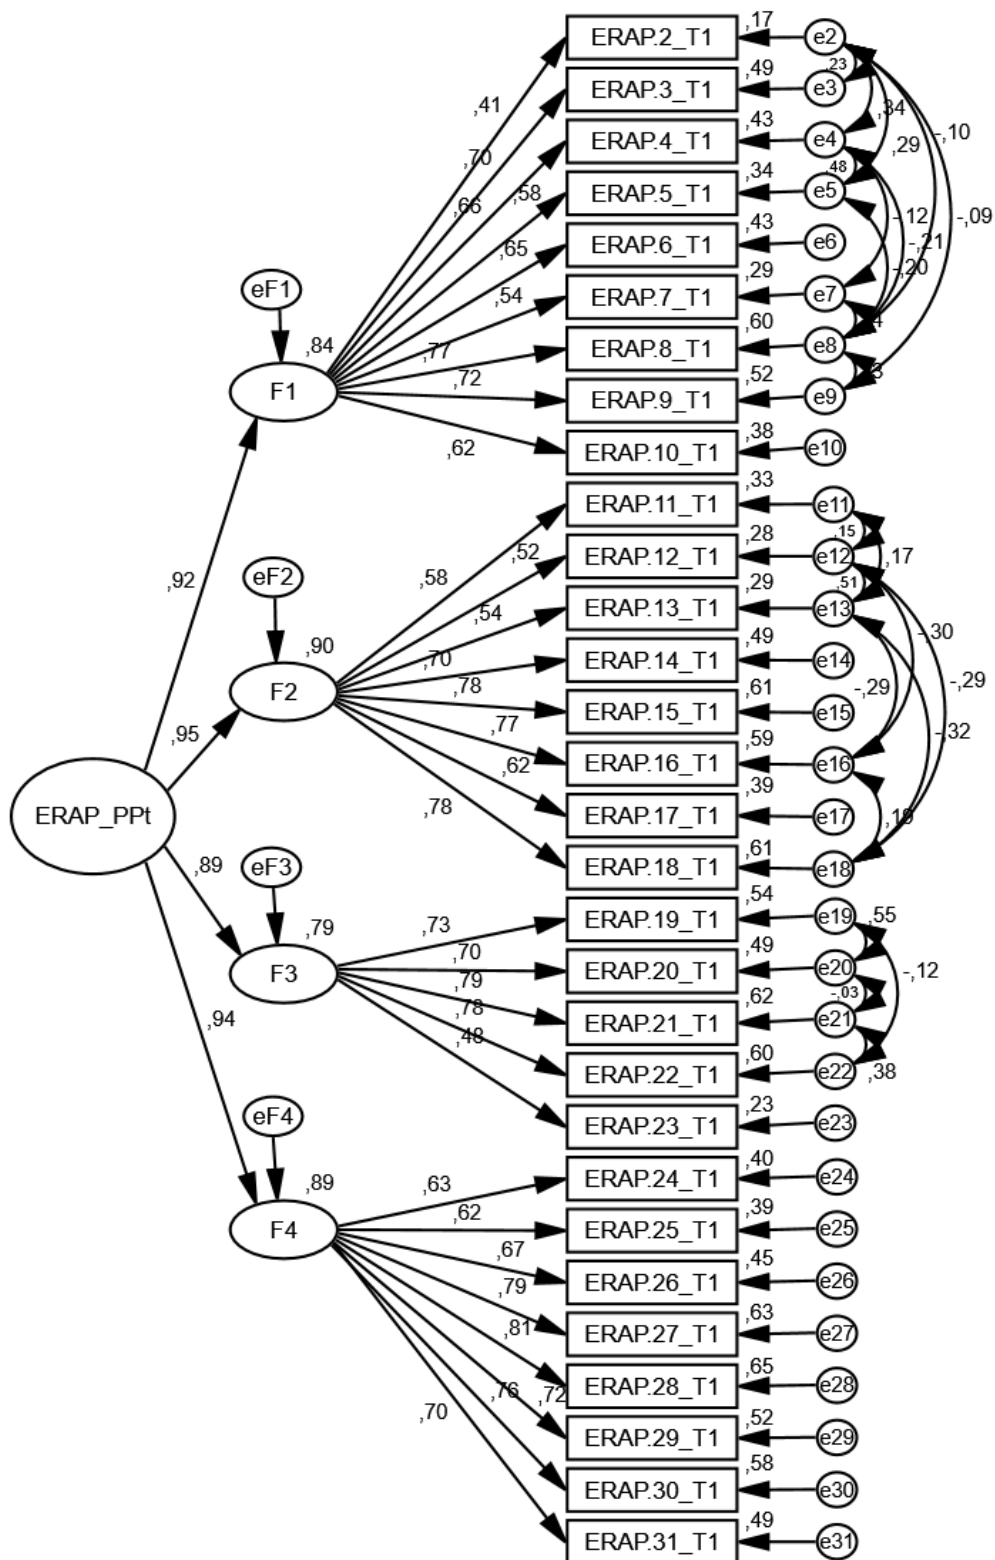 ERAP.2_T1 ,17 e2
,23
ERAP.3_T1 ,49 e3
,41
,34
-,10
ERAP.4_T1 ,43 e4
,29
,70
,48
ERAP.5_T1 ,34 e5
,58
,66
-,12
-,09
ERAP.6_T1 ,43 e6
,65
-,21
-,20
eF1
ERAP.7_T1 ,29 e7
,54
ERAP.8_T1 ,60 e8
,84
,77
F1
,72
ERAP.9_T1 ,52 e9
ERAP.10_T1 ,38 e10
,62
ERAP.11_T1 ,33 e11
,15
ERAP.12_T1 ,28 e12
,17
,52
,92
eF2
,58
,51
ERAP.13_T1 ,29 e13
,54
-,30
,90
ERAP.14_T1 ,49 e14
,70
F2
,78
-,29
-,29
ERAP.15_T1 ,61 e15
,95
,77
-,32
ERAP.16_T1 ,59 e16
,62
ERAP_PPt
,78
ERAP.17_T1 ,39 e17
,19
,89
eF3
ERAP.18_T1 ,61 e18
,79
,73
ERAP.19_T1 ,54 e19
,55
,70
F3
ERAP.20_T1 ,49 e20
-,12
,79
-,03
,78
ERAP.21_T1 ,62 e21
,94
,48
ERAP.22_T1 ,60 e22
,38
eF4
ERAP.23_T1 ,23 e23
,89
,63
ERAP.24_T1 ,40 e24
F4
,62
ERAP.25_T1 ,39 e25
,67
ERAP.26_T1 ,45 e26
,79
,81
ERAP.27_T1 ,63 e27
,76
,72
ERAP.28_T1 ,65 e28
,70
ERAP.29_T1 ,52 e29
ERAP.30_T1 ,58 e30
ERAP.31_T1 ,49 e31